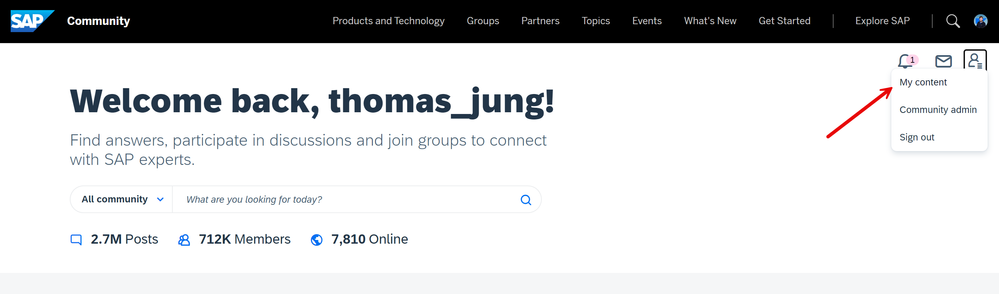 SAP Community Products and Technology Groups Partners Topics Events What's New Get Started Explore SAP
1
My content
Community admin
Sign out
Welcome back, thomas_jung!
Find answers, participate in discussions and join groups to connect
with SAP experts.
All community What are you looking for today?
2.7M Posts 712K Members 7,810 Online